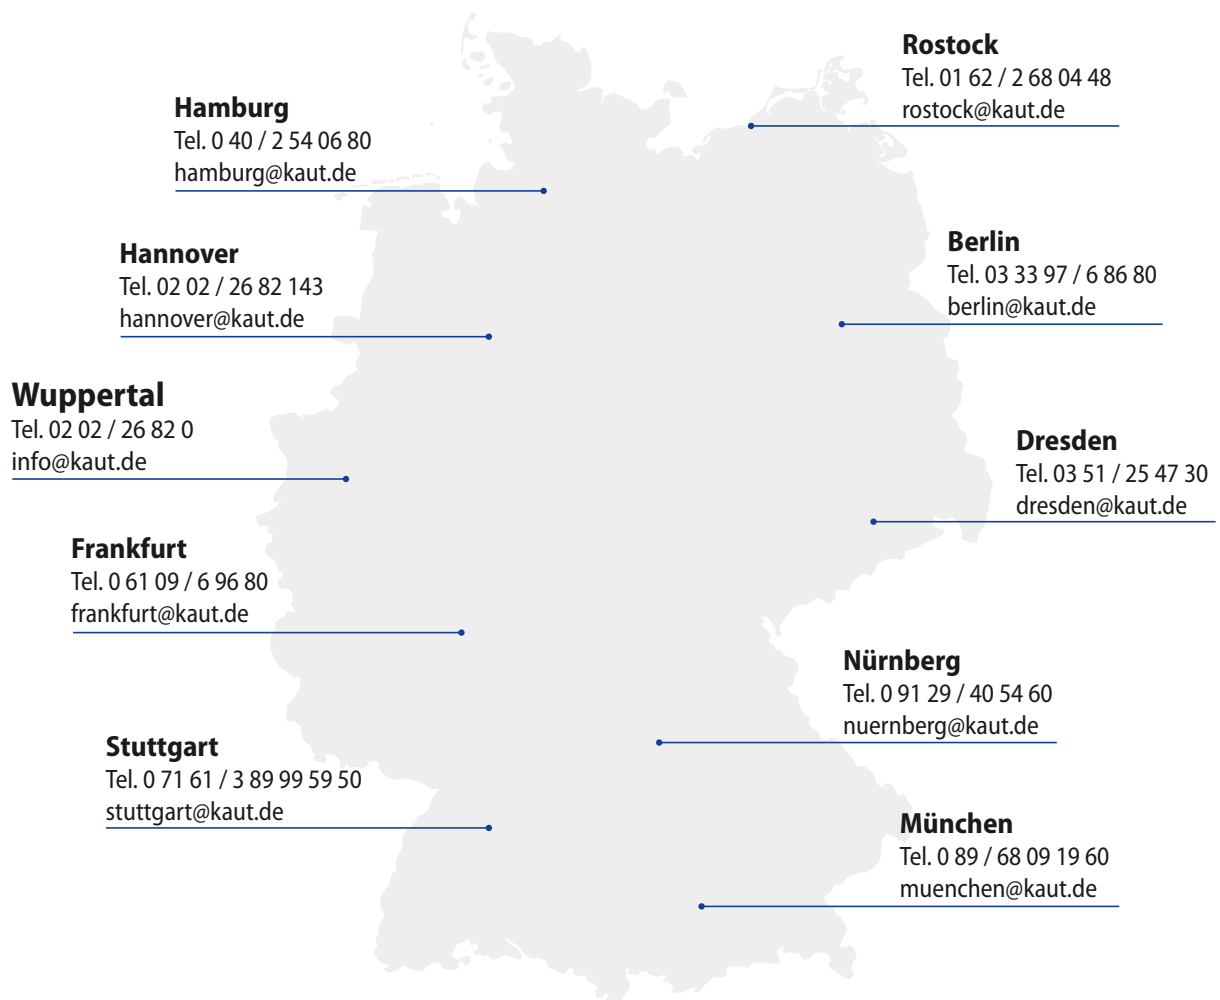 Rostock
Tel. 01 62 / 2 68 04 48
rostock@kaut.de
Hamburg
Tel. 0 40 / 2 54 06 80
hamburg@kaut.de
Hannover
Tel. 02 02 / 26 82 143
hannover@kaut.de
Berlin
Tel. 03 33 97 / 6 86 80
berlin@kaut.de
Wuppertal
Tel. 02 02 / 26 82 0
info@kaut.de
Dresden
Tel. 03 51 / 25 47 30
dresden@kaut.de
Frankfurt
Tel. 0 61 09 / 6 96 80
frankfurt@kaut.de
Nürnberg
Tel. 0 91 29 / 40 54 60
nuernberg@kaut.de
Stuttgart
Tel. 0 71 61 / 3 89 99 59 50
stuttgart@kaut.de
München
Tel. 0 89 / 68 09 19 60
muenchen@kaut.de